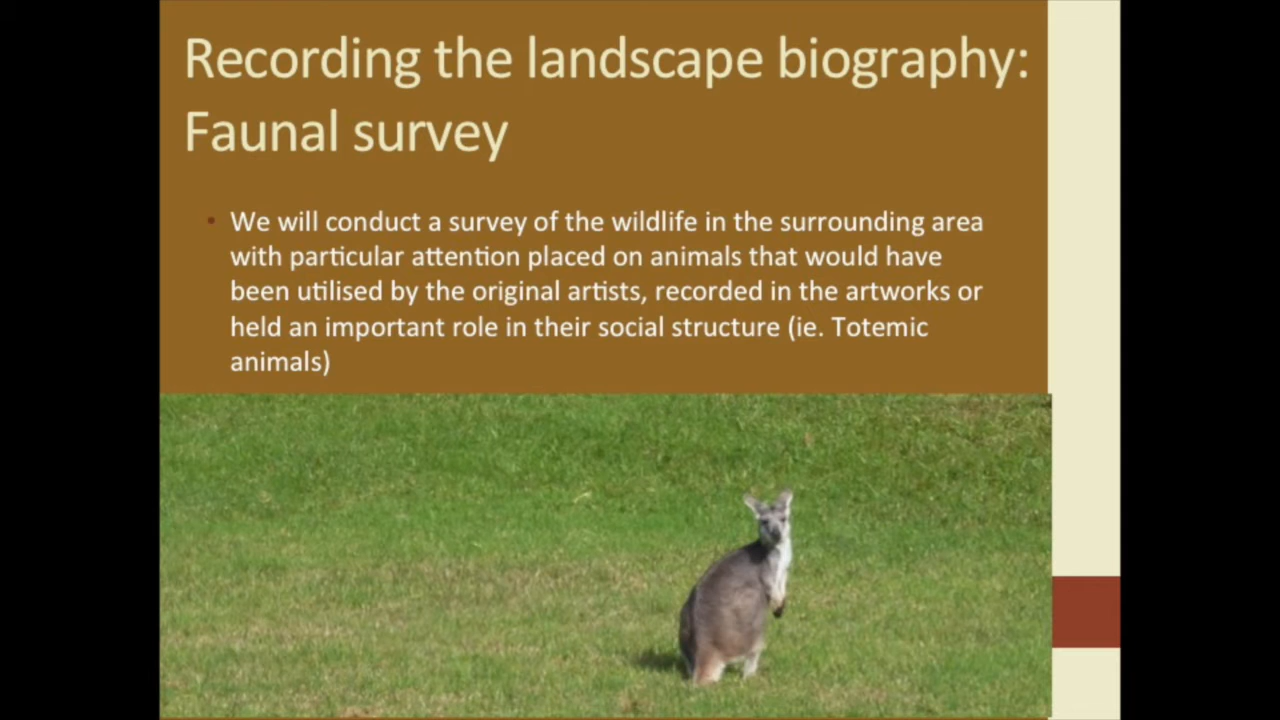 Recording the landscape biography:
Faunal survey
• We will conduct a survey of the wildlife in the surrounding area
with particular attention placed on animals that would have
been utilised by the original artists, recorded in the artworks or
held an important role in their social structure (ie. Totemic
animals)